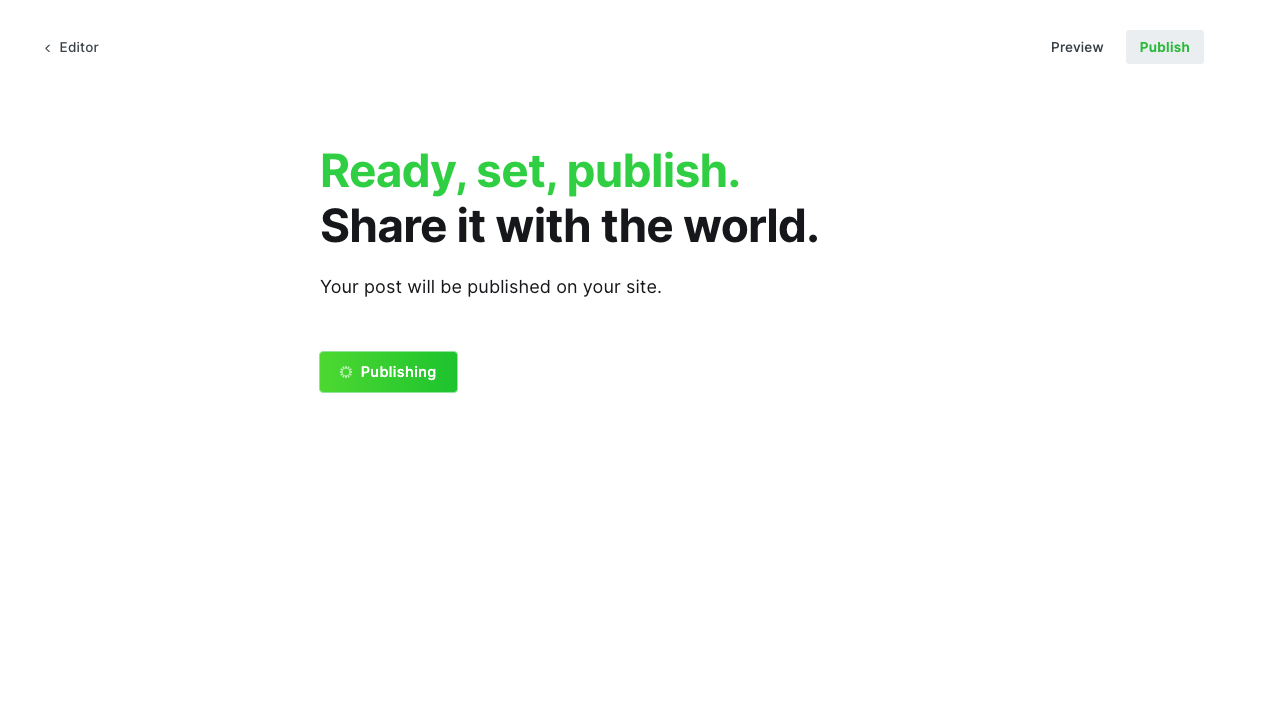 Editor
Preview
Publish
Ready, set, publish.
Share it with the world.
Your post will be published on your site.
Publishing